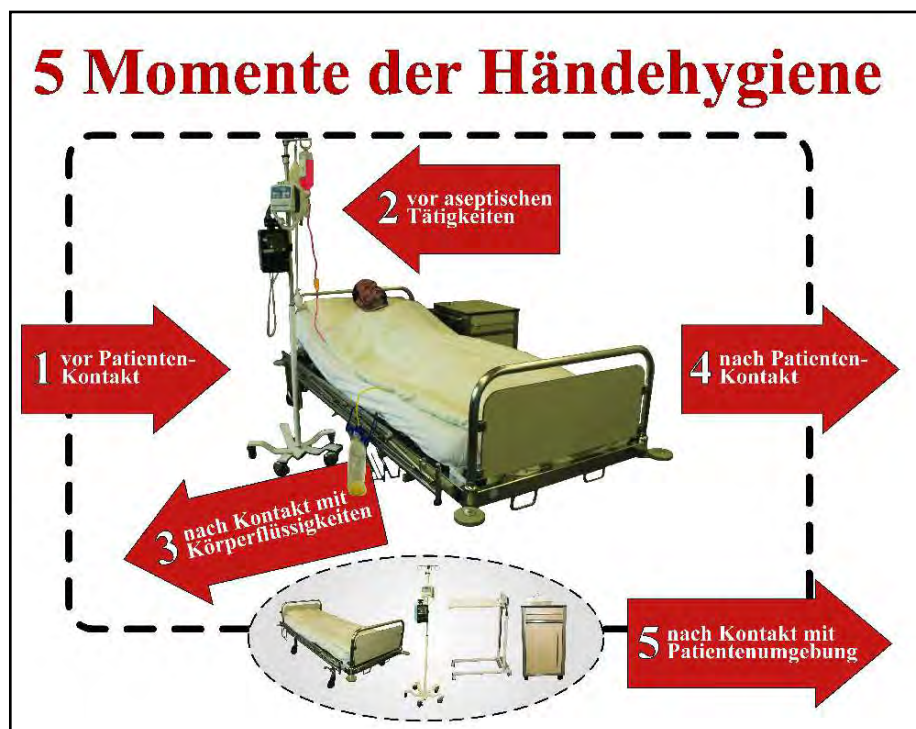 5 Momente der Händehygiene
2 vor aseptischen
Tätigkeiten
1 vor Patienten-
Kontakt
4 nach Patienten-
Kontakt
3 nach Kontakt mit
Körperflüssigkeiten
5 nach Kontakt mit
Patientenumgebung